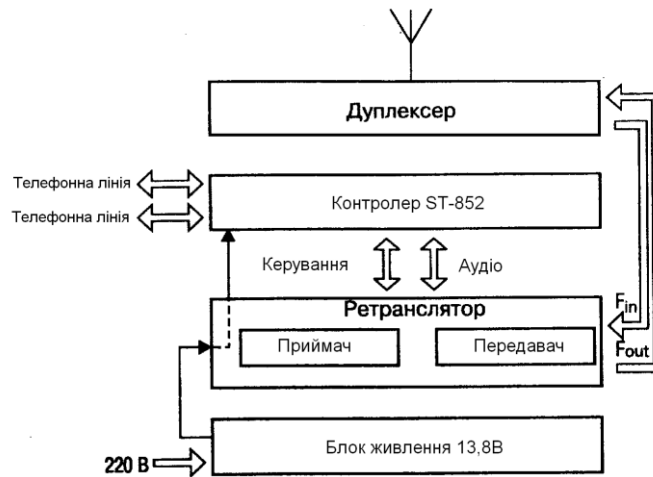 Дуплексер
Телефонна лінія
Контролер ST-852
Телефонна лінія
Керування
Аудіо
Ретранслятор
Fin
Приймач
Передавач
Fout
Блок живлення 13,8В
220 В